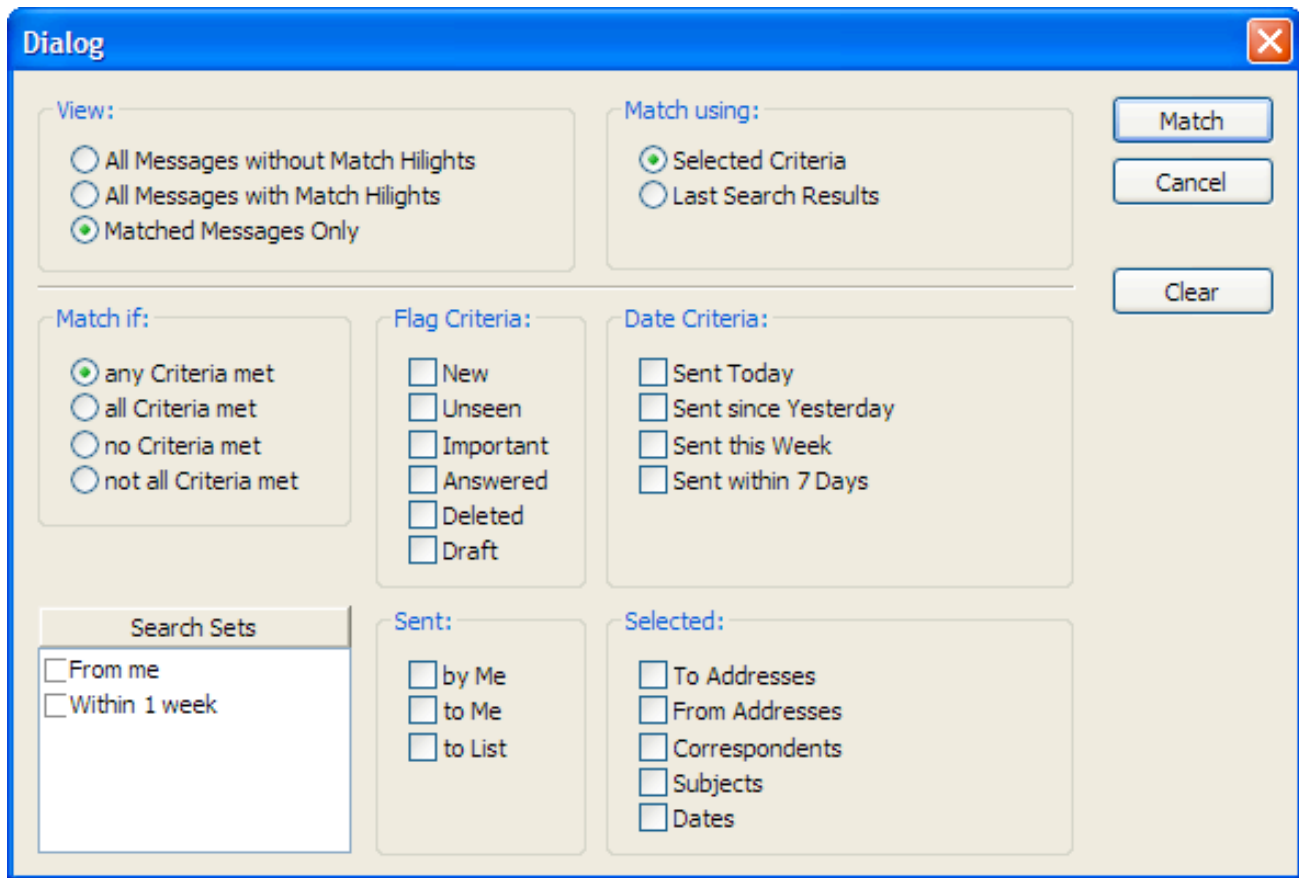 Dialog
View:
All Messages without Match Hilights
All Messages with Match Hilights
Matched Messages Only
Match using:
Selected Criteria
Last Search Results
Match
Cancel
Clear
Match if:
any Criteria met
all Criteria met
no Criteria met
not all Criteria met
Flag Criteria:
New
Unseen
Important
Answered
Deleted
Draft
Date Criteria:
Sent Today
Sent since Yesterday
Sent this Week
Sent within 7 Days
Search Sets
From me
Within 1 week
Sent:
by Me
to Me
to List
Selected:
To Addresses
From Addresses
Correspondents
Subjects
Dates